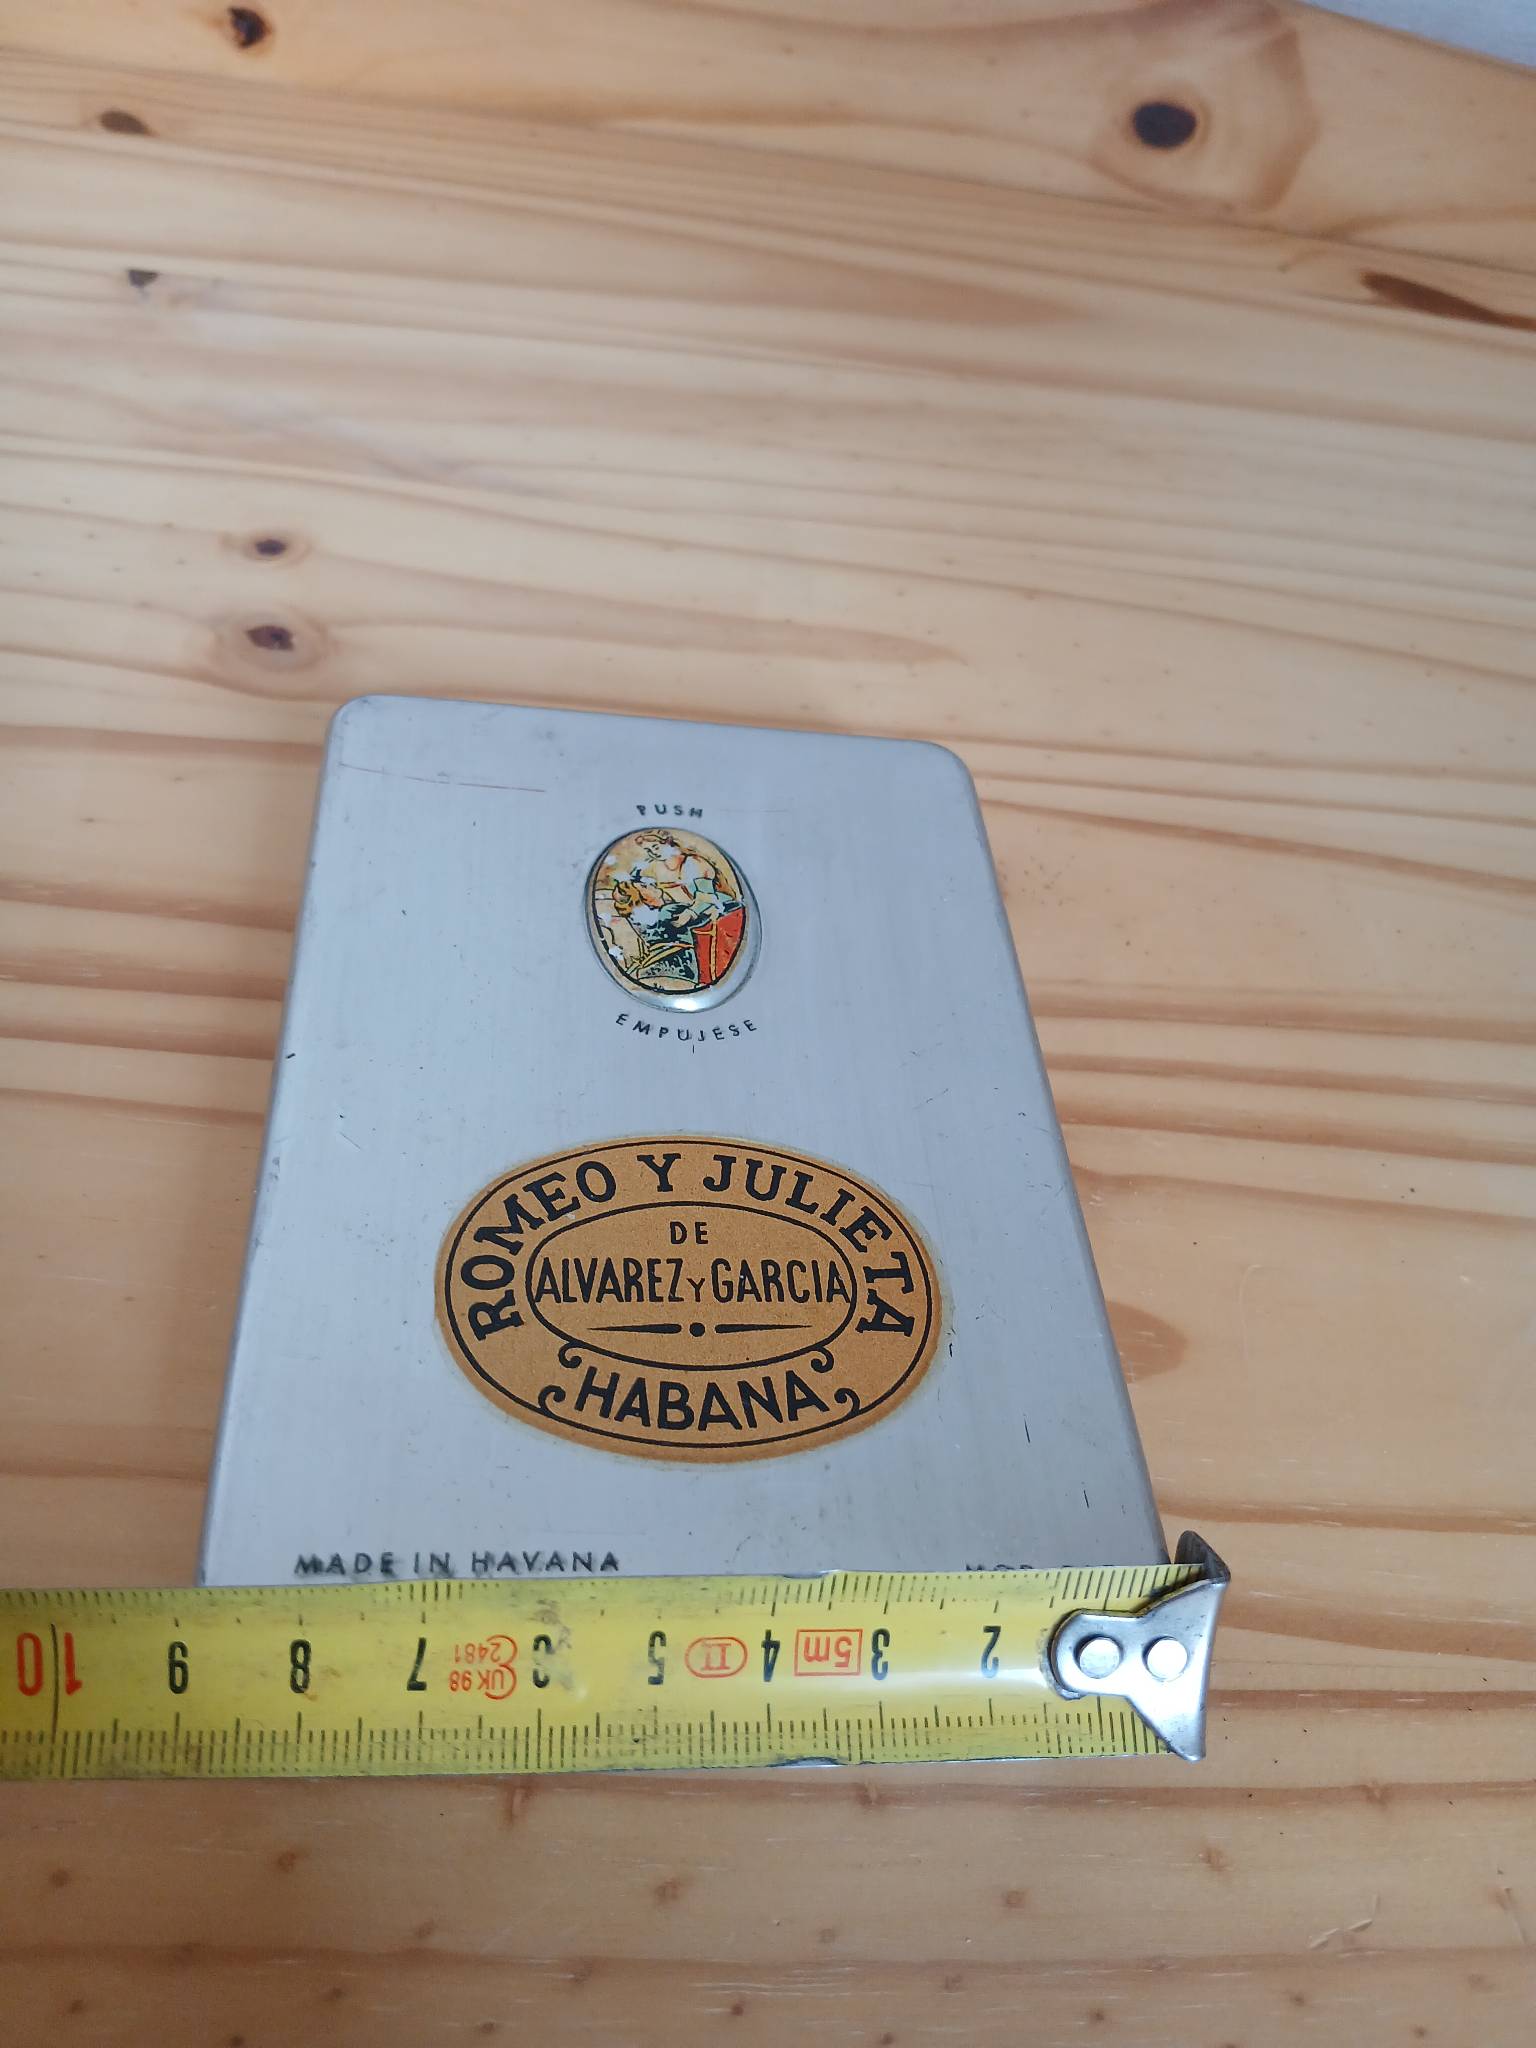 PUSH
EMPUJESE
ROMEO Y JULIETA
DE
ALVAREZ Y GARCIA
HABANA
MADE IN HAVANA
10 9 8 7 UK 98 2481 5 II 4 5m 3 2